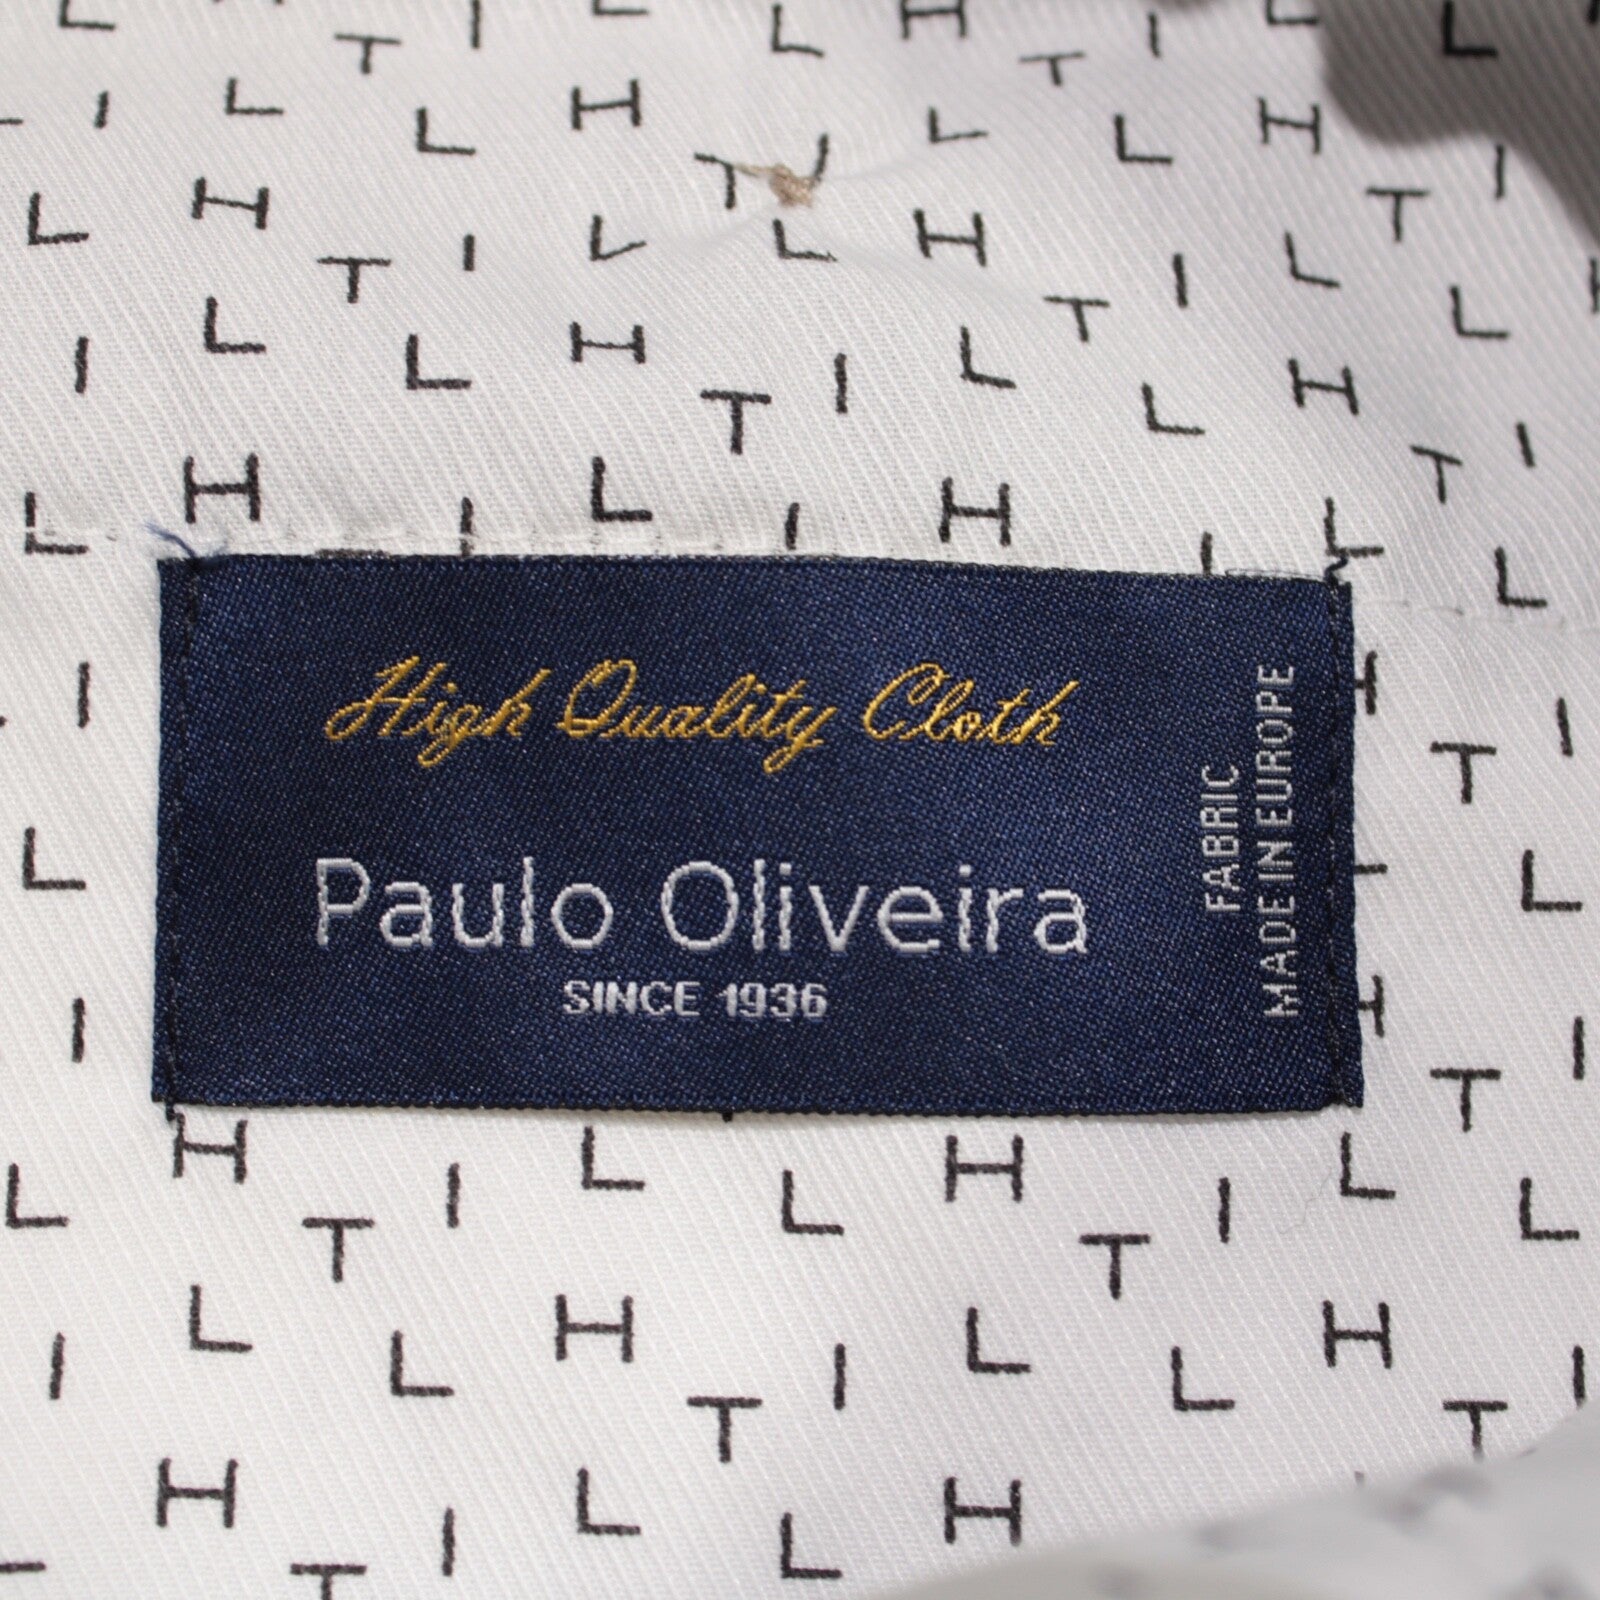 High Quality Cloth
Paulo Oliveira
SINCE 1936
FABRIC
MADE IN EUROPE